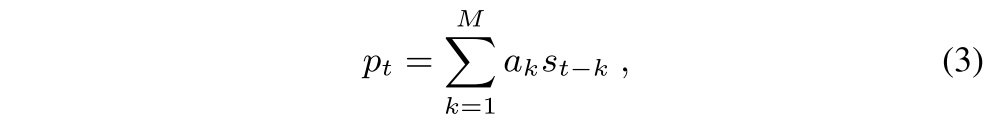 p_t = \sum_{k=1}^{M} a_k s_{t-k} , (3)